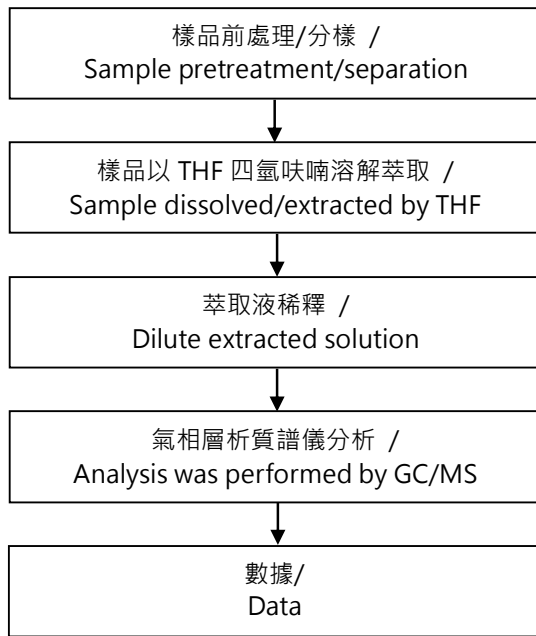 樣品前處理/分樣 /
Sample pretreatment/separation
樣品以 THF 四氫呋喃溶解萃取 /
Sample dissolved/extracted by THF
萃取液稀釋 /
Dilute extracted solution
氣相層析質譜儀分析 /
Analysis was performed by GC/MS
數據/
Data